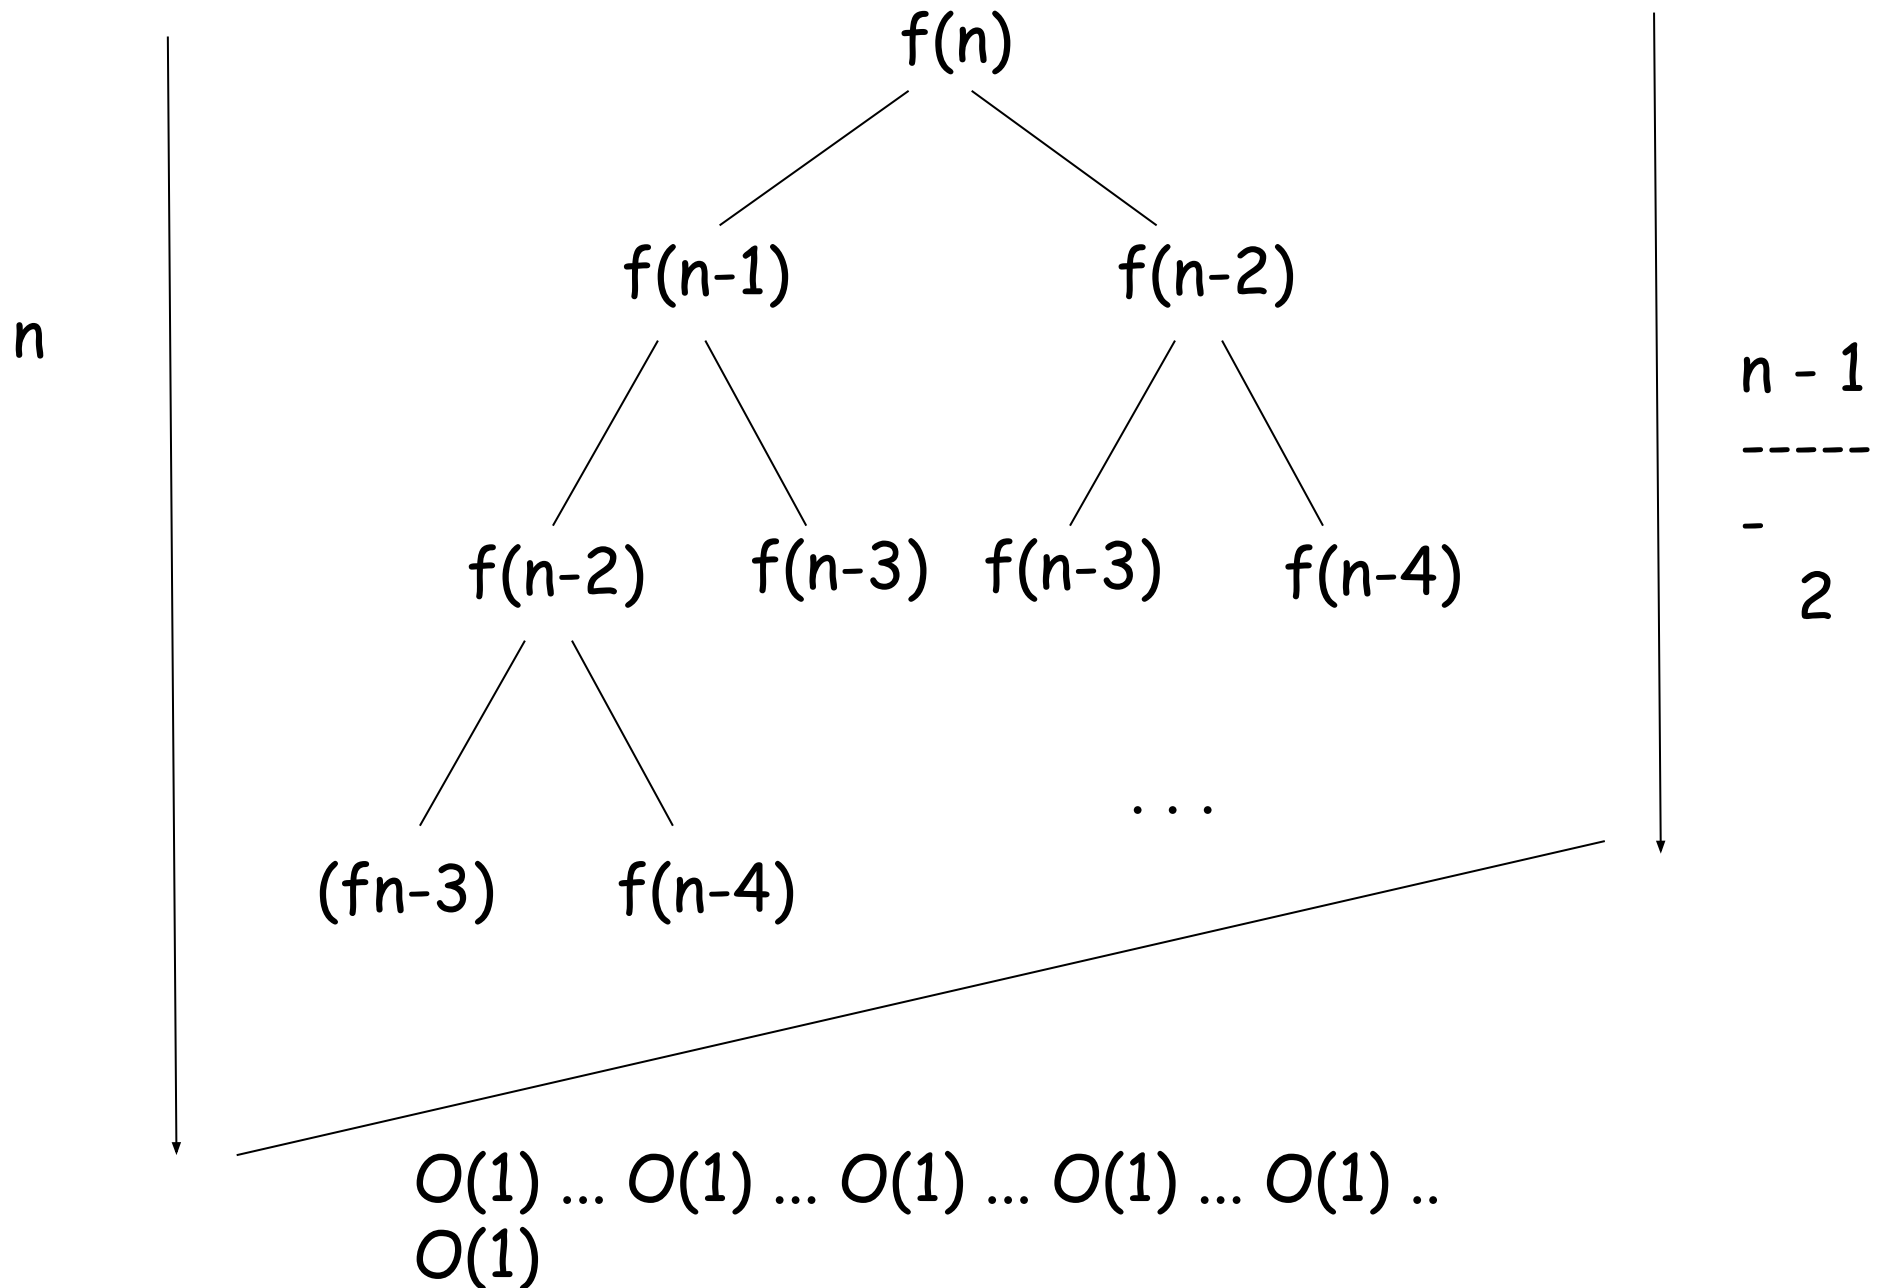 f(n)
f(n-1) f(n-2)
n
n - 1
-----
-
2
f(n-2) f(n-3) f(n-3) f(n-4)
. . .
(fn-3) f(n-4)
O(1) ... O(1) ... O(1) ... O(1) ... O(1) ..
O(1)